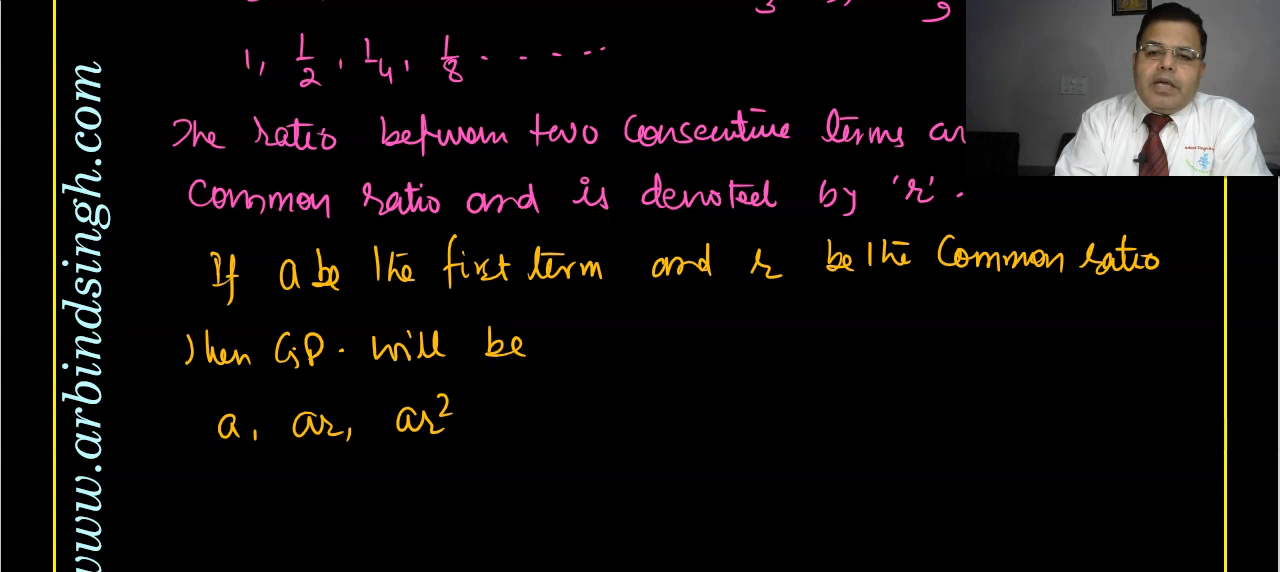 1, 1/2, 1/4, 1/8 - - - - - ..
The ratio between two consecutive terms an
Common ratio and is denoted by 'r'.
If a be the first term and r be the Common ratio
Then G.P. will be
a, ar, ar²
www.arbindsingh.com